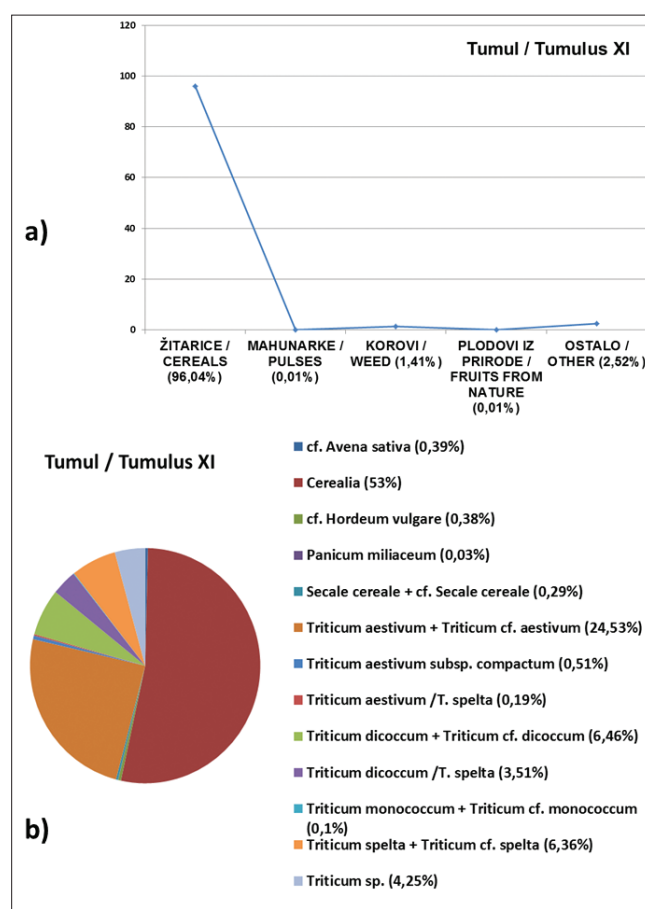 Tumul / Tumulus XI
120
100
80
60
40
20
0
a)
ŽITARICE /
CEREALS
(96,04%)
MAHUNARKE /
PULSES
(0,01%)
KOROVI /
WEED (1,41%)
PLODOVI IZ
PRIRODE /
FRUITS FROM
NATURE
(0,01%)
OSTALO /
OTHER (2,52%)
Tumul / Tumulus XI
b)
cf. Avena sativa (0,39%)
Cerealia (53%)
cf. Hordeum vulgare (0,38%)
Panicum miliaceum (0,03%)
Secale cereale + cf. Secale cereale (0,29%)
Triticum aestivum + Triticum cf. aestivum (24,53%)
Triticum aestivum subsp. compactum (0,51%)
Triticum aestivum /T. spelta (0,19%)
Triticum dicoccum + Triticum cf. dicoccum (6,46%)
Triticum dicoccum /T. spelta (3,51%)
Triticum monococcum + Triticum cf. monococcum
(0,1%)
Triticum spelta + Triticum cf. spelta (6,36%)
Triticum sp. (4,25%)